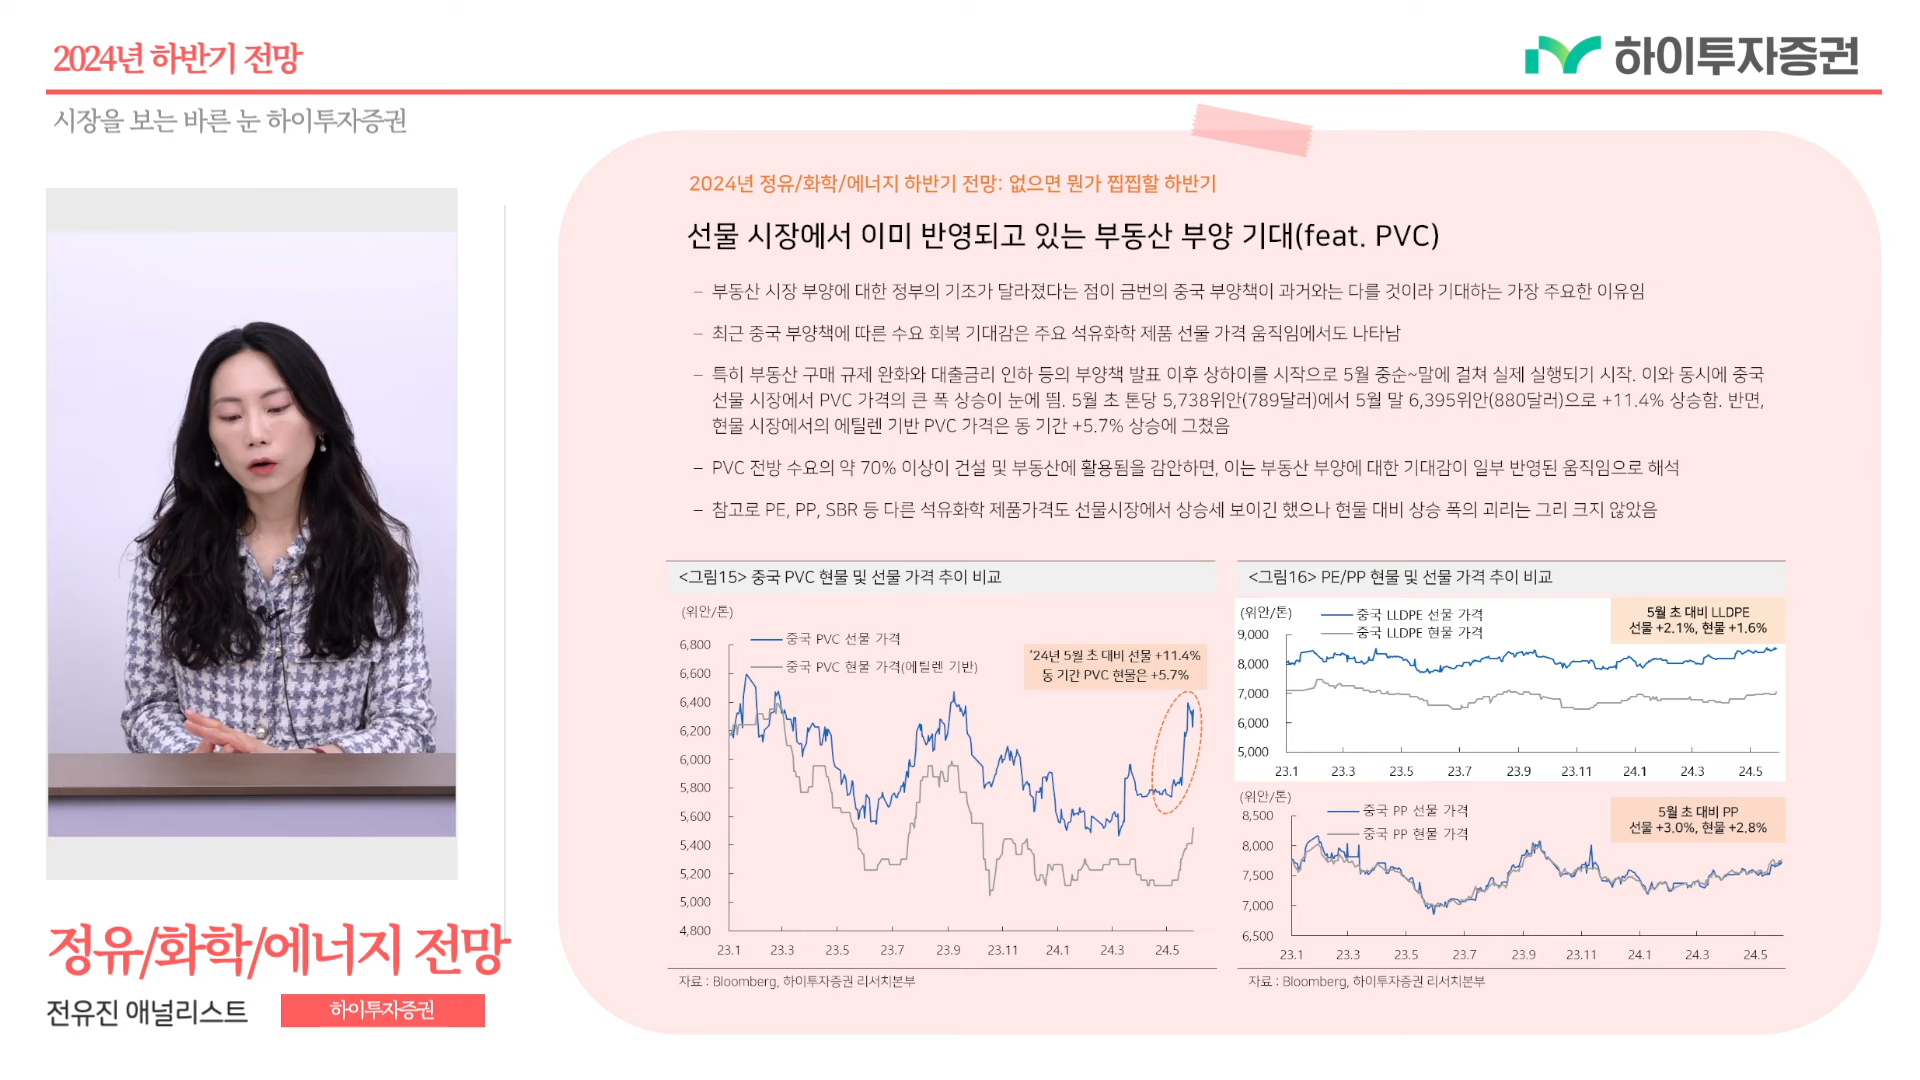 2024년 하반기 전망
하이투자증권
시장을 보는 바른 눈 하이투자증권
2024년 정유/화학/에너지 하반기 전망: 없으면 뭔가 찝찝할 하반기
선물 시장에서 이미 반영되고 있는 부동산 부양 기대(feat. PVC)
– 부동산 시장 부양에 대한 정부의 기조가 달라졌다는 점이 금번의 중국 부양책이 과거와는 다를 것이라 기대하는 가장 주요한 이유임
– 최근 중국 부양책에 따른 수요 회복 기대감은 주요 석유화학 제품 선물 가격 움직임에서도 나타남
– 특히 부동산 구매 규제 완화와 대출금리 인하 등의 부양책 발표 이후 상하이를 시작으로 5월 중순~말에 걸쳐 실제 실행되기 시작. 이와 동시에 중국
선물 시장에서 PVC 가격의 큰 폭 상승이 눈에 띔. 5월 초 톤당 5,738위안(789달러)에서 5월 말 6,395위안(880달러)으로 +11.4% 상승함. 반면,
현물 시장에서의 에틸렌 기반 PVC 가격은 동 기간 +5.7% 상승에 그쳤음
– PVC 전방 수요의 약 70% 이상이 건설 및 부동산에 활용됨을 감안하면, 이는 부동산 부양에 대한 기대감이 일부 반영된 움직임으로 해석
– 참고로 PE, PP, SBR 등 다른 석유화학 제품가격도 선물시장에서 상승세 보이긴 했으나 현물 대비 상승 폭의 괴리는 그리 크지 않았음
<그림15> 중국 PVC 현물 및 선물 가격 추이 비교
(위안/톤)
중국 PVC 선물 가격
중국 PVC 현물 가격(에틸렌 기반)
'24년 5월 초 대비 선물 +11.4%
동 기간 PVC 현물은 +5.7%
6,800
6,600
6,400
6,200
6,000
5,800
5,600
5,400
5,200
5,000
4,800
23.1 23.3 23.5 23.7 23.9 23.11 24.1 24.3 24.5
자료 : Bloomberg, 하이투자증권 리서치본부
<그림16> PE/PP 현물 및 선물 가격 추이 비교
(위안/톤)
중국 LLDPE 선물 가격
중국 LLDPE 현물 가격
5월 초 대비 LLDPE
선물 +2.1%, 현물 +1.6%
9,000
8,000
7,000
6,000
5,000
23.1 23.3 23.5 23.7 23.9 23.11 24.1 24.3 24.5
(위안/톤)
중국 PP 선물 가격
중국 PP 현물 가격
5월 초 대비 PP
선물 +3.0%, 현물 +2.8%
8,500
8,000
7,500
7,000
6,500
23.1 23.3 23.5 23.7 23.9 23.11 24.1 24.3 24.5
자료 : Bloomberg, 하이투자증권 리서치본부
정유/화학/에너지 전망
전유진 애널리스트
하이투자증권